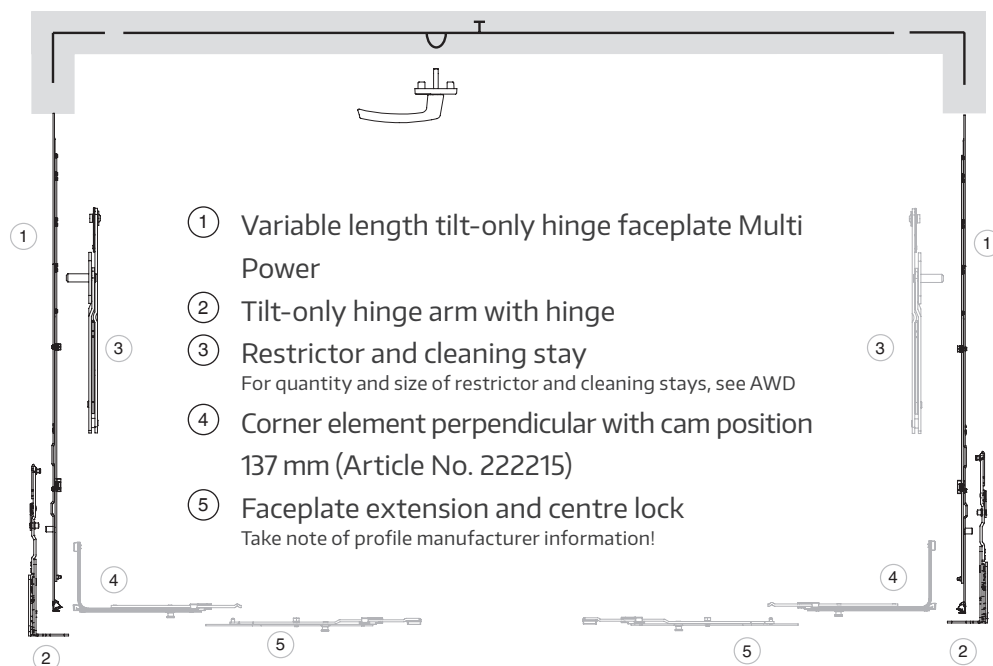 1 Variable length tilt-only hinge faceplate Multi
Power
2 Tilt-only hinge arm with hinge
3 Restrictor and cleaning stay
For quantity and size of restrictor and cleaning stays, see AWD
4 Corner element perpendicular with cam position
137 mm (Article No. 222215)
5 Faceplate extension and centre lock
Take note of profile manufacturer information!
1
1
3
3
4
4
5
5
2
2